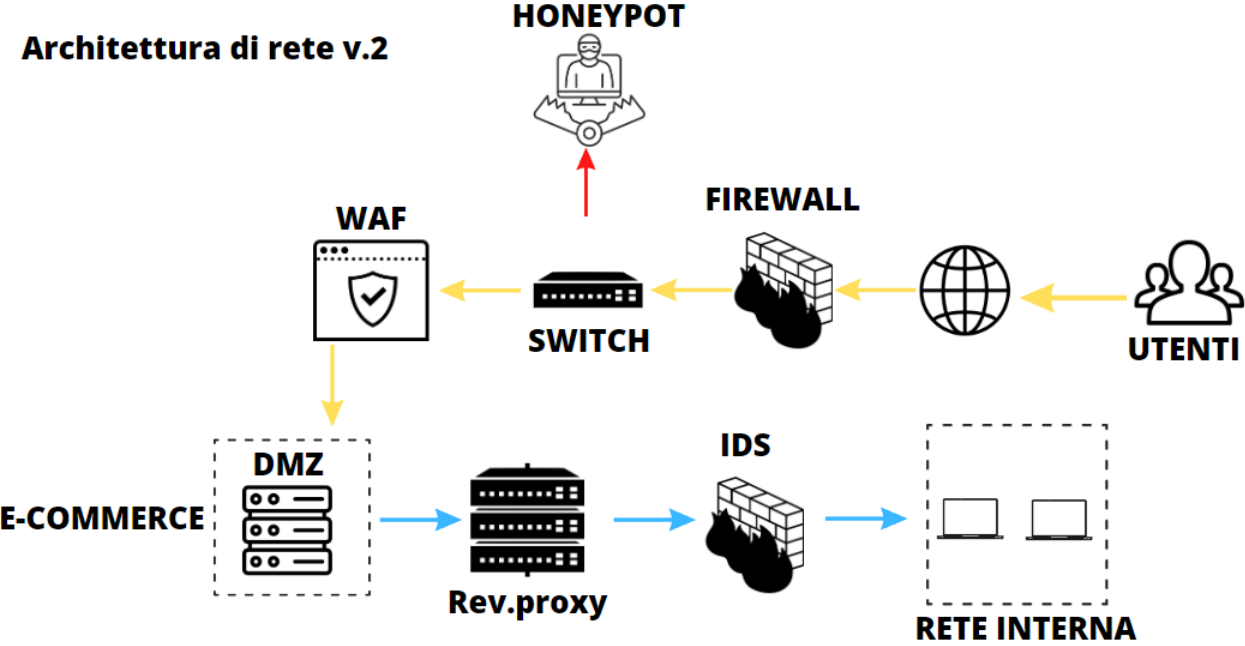 HONEYPOT
Architettura di rete v.2
FIREWALL
WAF
SWITCH
UTENTI
IDS
DMZ
E-COMMERCE
Rev.proxy
RETE INTERNA